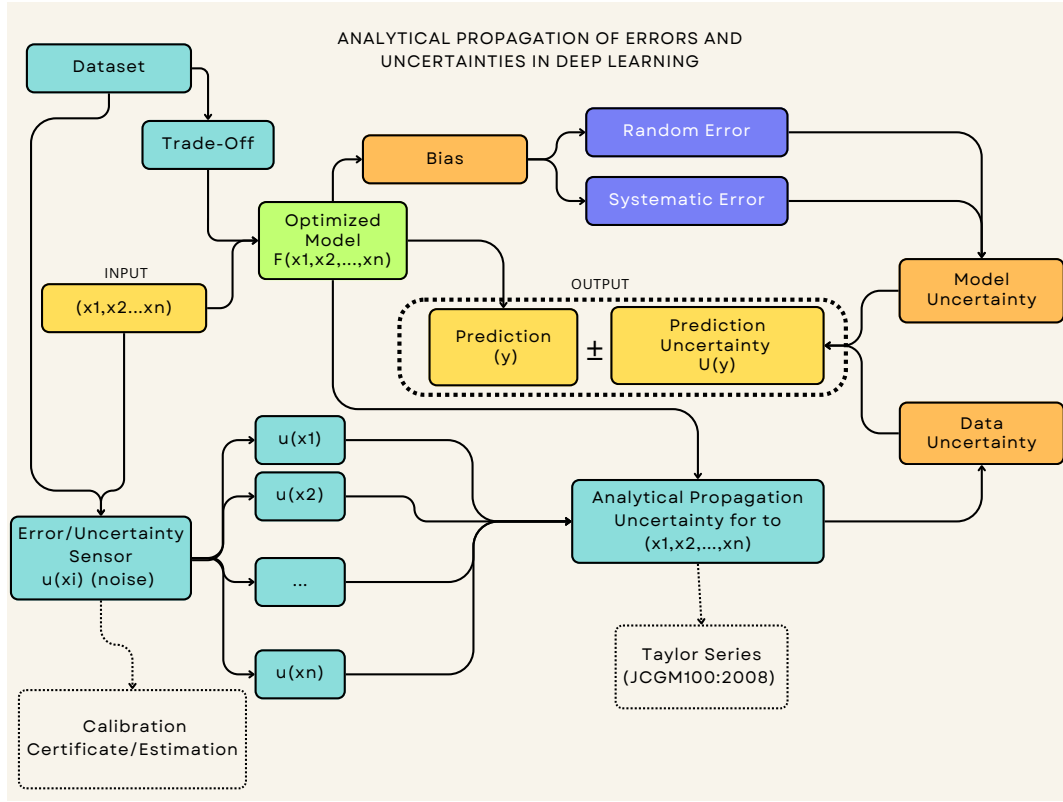 ANALYTICAL PROPAGATION OF ERRORS AND
UNCERTAINTIES IN DEEP LEARNING
Dataset
Trade-Off
Bias
Random Error
Systematic Error
Optimized
Model
F(x1,x2,...,xn)
INPUT
(x1,x2...xn)
OUTPUT
Prediction
(y)
±
Prediction
Uncertainty
U(y)
Model
Uncertainty
Data
Uncertainty
u(x1)
u(x2)
...
u(xn)
Error/Uncertainty
Sensor
u(xi) (noise)
Analytical Propagation
Uncertainty for to
(x1,x2,...,xn)
Taylor Series
(JCGM100:2008)
Calibration
Certificate/Estimation